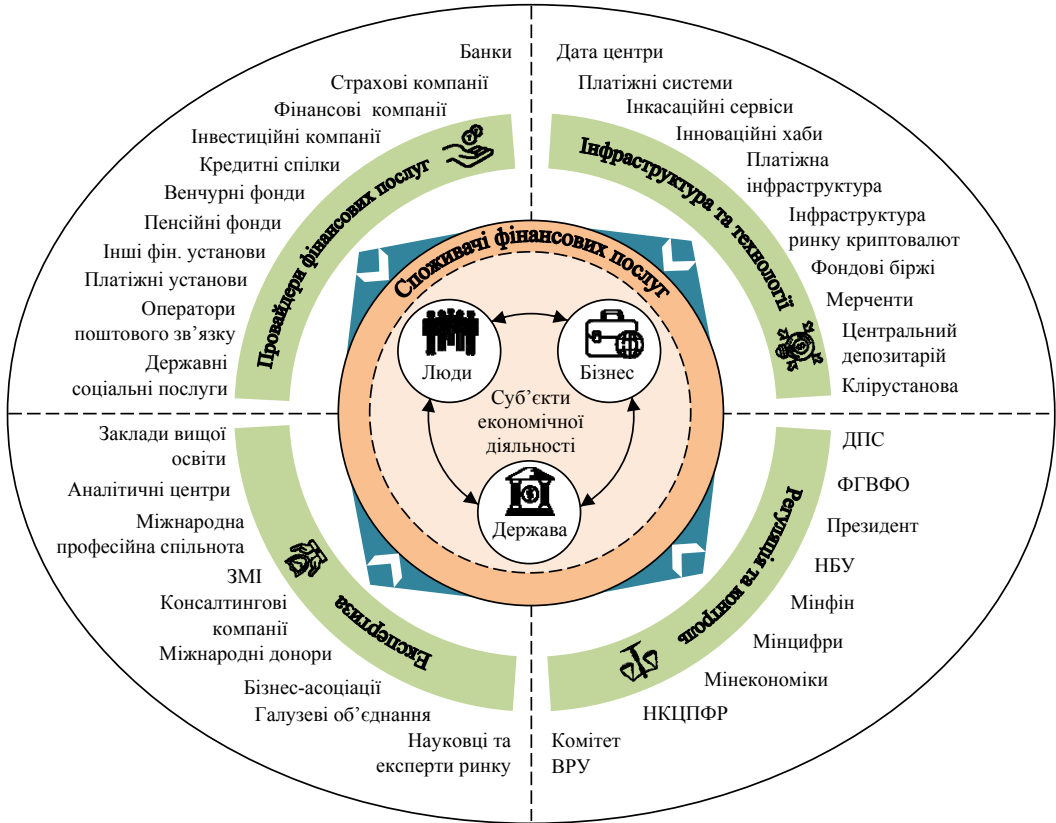 Банки
Страхові компанії
Фінансові компанії
Інвестиційні компанії
Кредитні спілки
Венчурні фонди
Пенсійні фонди
Інші фін. установи
Платіжні установи
Оператори
поштового зв’язку
Державні
соціальні послуги
Провайдери фінансових послуг
Дата центри
Платіжні системи
Інкасаційні сервіси
Інноваційні хаби
Платіжна
інфраструктура
Інфраструктура
ринку криптовалют
Фондові біржі
Мерченти
Центральний
депозитарій
Клірустанова
Інфраструктура та технології
Споживачі фінансових послуг
Люди
Бізнес
Суб’єкти
економічної
діяльності
Держава
Заклади вищої
освіти
Аналітичні центри
Міжнародна
професійна спільнота
ЗМІ
Консалтингові
компанії
Міжнародні донори
Бізнес-асоціації
Галузеві об’єднання
Науковці та
експерти ринку
Експертиза
ДПС
ФГВФО
Президент
НБУ
Мінфін
Мінцифри
Мінекономіки
НКЦПФР
Комітет
ВРУ
Регуляція та контроль